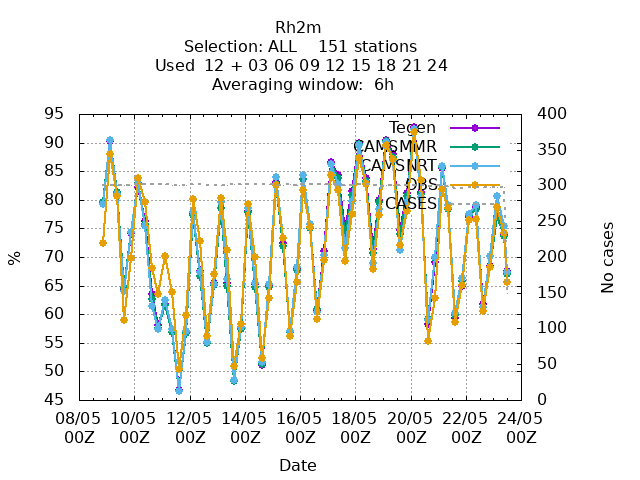 Rh2m
Selection: ALL    151 stations
Used  12 + 03 06 09 12 15 18 21 24
Averaging window:  6h
95
90
85
80
75
70
65
60
55
50
45
%
400
350
300
250
200
150
100
50
0
No cases
Tegen
CAMSMMR
CAMSNRT
OBS
CASES
08/05 10/05 12/05 14/05 16/05 18/05 20/05 22/05 24/05
00Z 00Z 00Z 00Z 00Z 00Z 00Z 00Z 00Z
Date